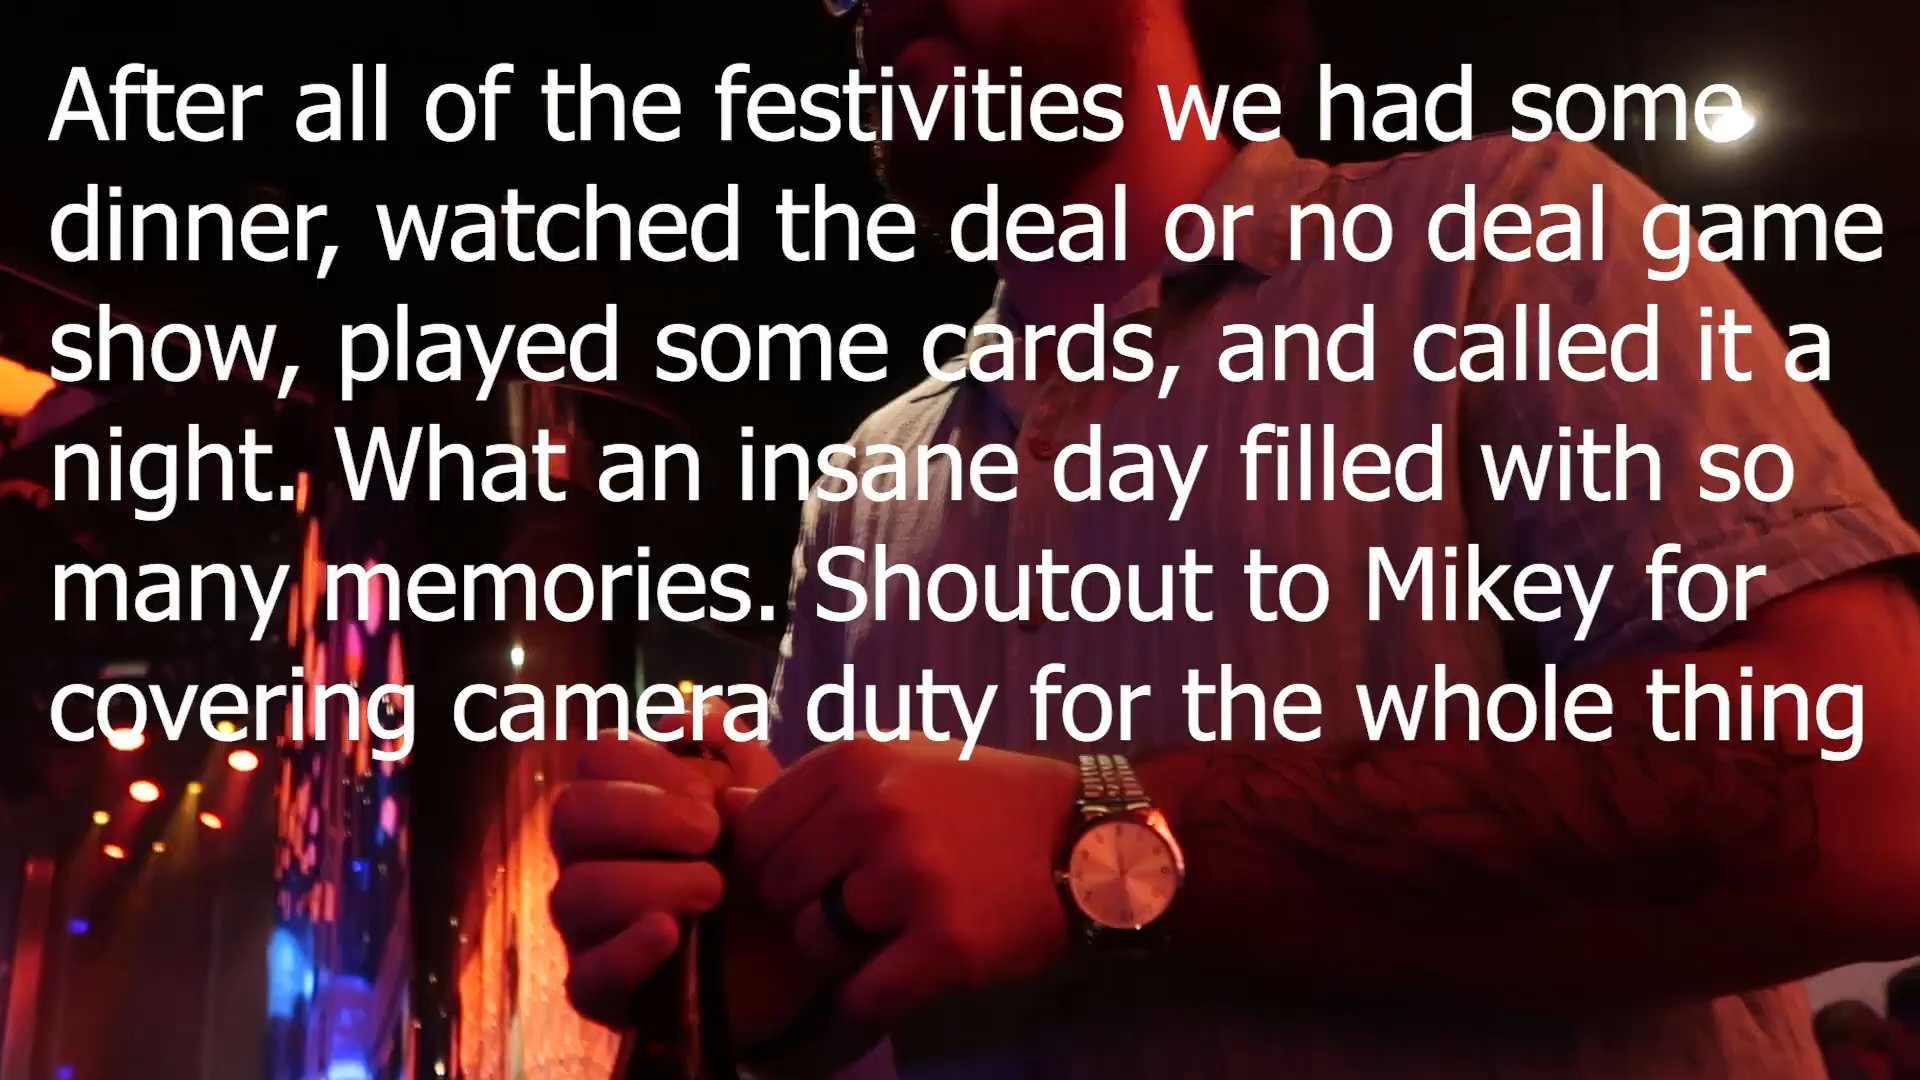 After all of the festivities we had some
dinner, watched the deal or no deal game
show, played some cards, and called it a
night. What an insane day filled with so
many memories. Shoutout to Mikey for
covering camera duty for the whole thing